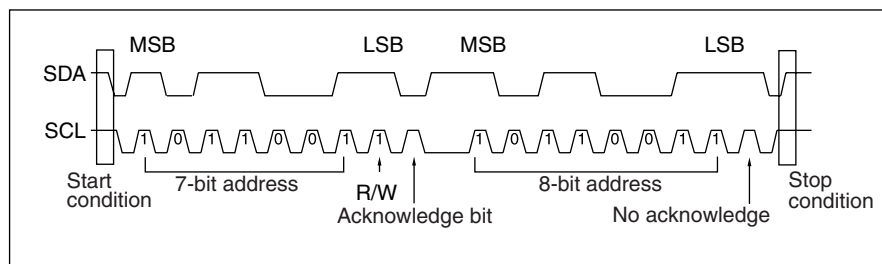 MSB LSB MSB LSB
SDA
SCL 1 0 1 1 0 0 1 1 1 0 1 0 0 1 1 1
Start condition
7-bit address
R/W
Acknowledge bit
8-bit address
No acknowledge
Stop condition